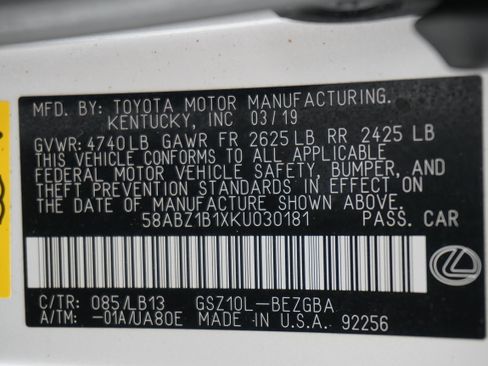 MFD. BY: TOYOTA MOTOR MANUFACTURING.
KENTUCKY, INC 03/19
GVWR: 4740LB GAWR FR 2625LB RR 2425 LB
THIS VEHICLE CONFORMS TO ALL APPLICABLE
FEDERAL MOTOR VEHICLE SAFETY, BUMPER, AND
THEFT PREVENTION STANDARDS IN EFFECT ON
THE DATE OF MANUFACTURE SHOWN ABOVE.
58ABZ1B1XKU030181 PASS. CAR
C/TR: 085/LB13 GSZ10L-BEZGBA
A/TM: -01A/UA80E MADE IN U.S.A. 92256